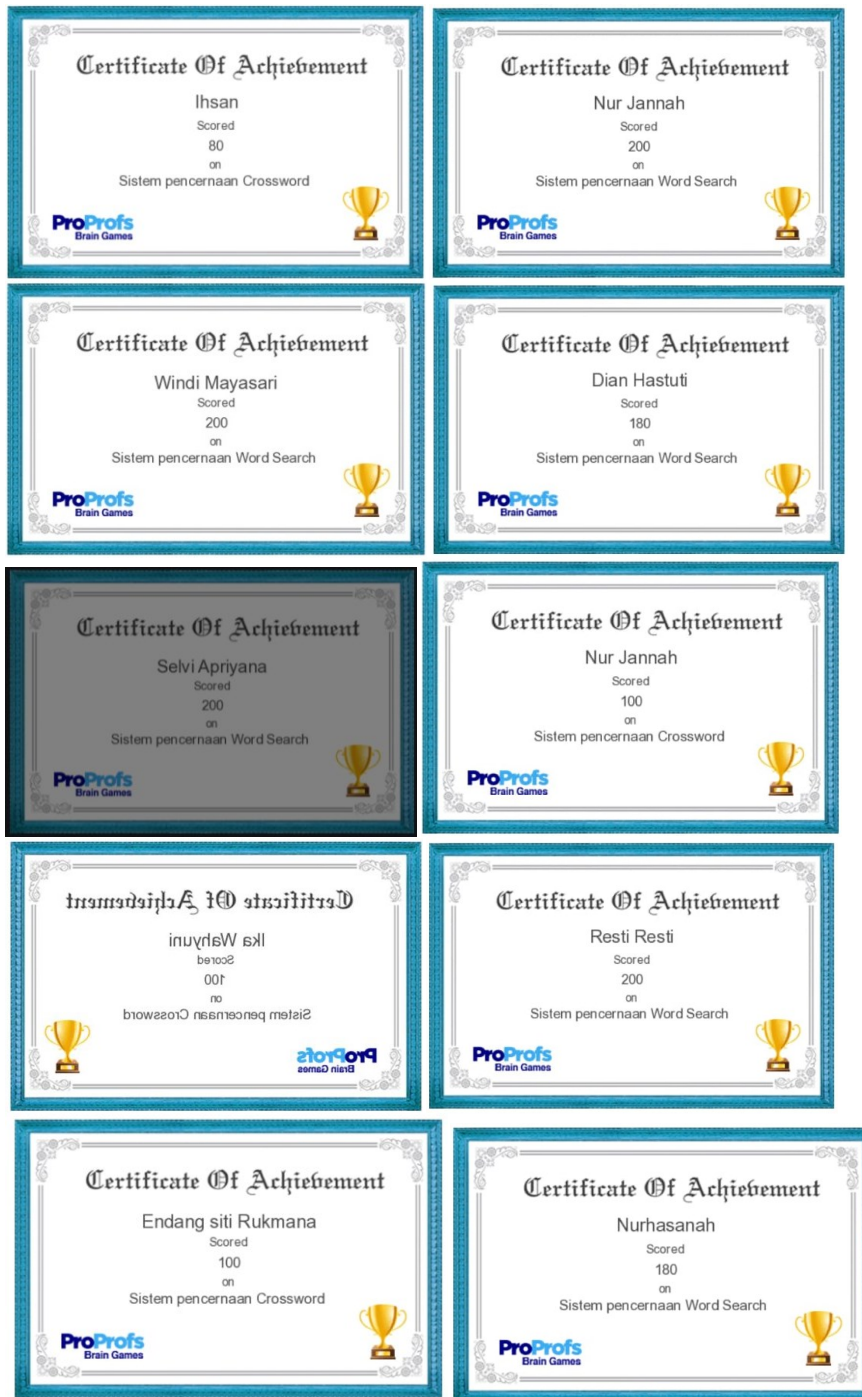 Certificate Of Achievement
Ihsan
Scored
80
on
Sistem pencernaan Crossword
ProProfs
Brain Games
Certificate Of Achievement
Nur Jannah
Scored
200
on
Sistem pencernaan Word Search
ProProfs
Brain Games
Certificate Of Achievement
Windi Mayasari
Scored
200
on
Sistem pencernaan Word Search
ProProfs
Brain Games
Certificate Of Achievement
Dian Hastuti
Scored
180
on
Sistem pencernaan Word Search
ProProfs
Brain Games
Certificate Of Achievement
Selvi Apriyana
Scored
200
on
Sistem pencernaan Word Search
ProProfs
Brain Games
Certificate Of Achievement
Nur Jannah
Scored
100
on
Sistem pencernaan Crossword
ProProfs
Brain Games
Certificate Of Achievement
Ika Wahyuni
Scored
100
on
Sistem pencernaan Crossword
ProProfs
Brain Games
Certificate Of Achievement
Resti Resti
Scored
200
on
Sistem pencernaan Word Search
ProProfs
Brain Games
Certificate Of Achievement
Endang siti Rukmana
Scored
100
on
Sistem pencernaan Crossword
ProProfs
Brain Games
Certificate Of Achievement
Nurhasanah
Scored
180
on
Sistem pencernaan Word Search
ProProfs
Brain Games